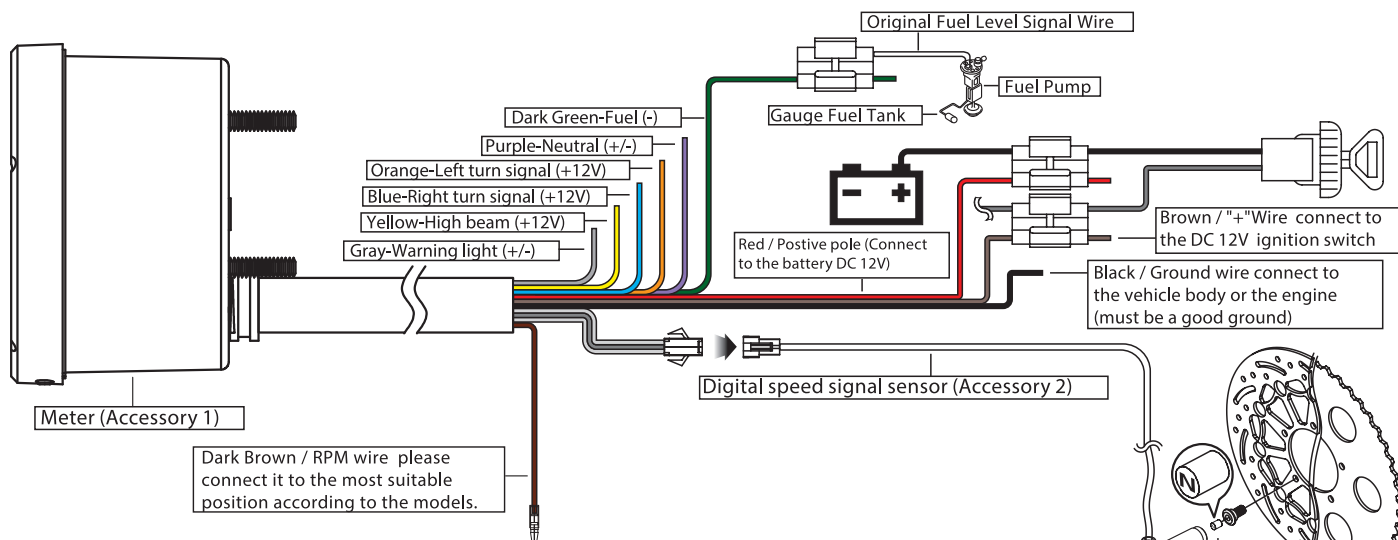 Original Fuel Level Signal Wire
Fuel Pump
Gauge Fuel Tank
Dark Green-Fuel (-)
Purple-Neutral (+/-)
Orange-Left turn signal (+12V)
Blue-Right turn signal (+12V)
Yellow-High beam (+12V)
Gray-Warning light (+/-)
Red / Postive pole (Connect
to the battery DC 12V)
Brown / "+"Wire connect to
the DC 12V ignition switch
Black / Ground wire connect to
the vehicle body or the engine
(must be a good ground)
Digital speed signal sensor (Accessory 2)
Meter (Accessory 1)
Dark Brown / RPM wire please
connect it to the most suitable
position according to the models.
N